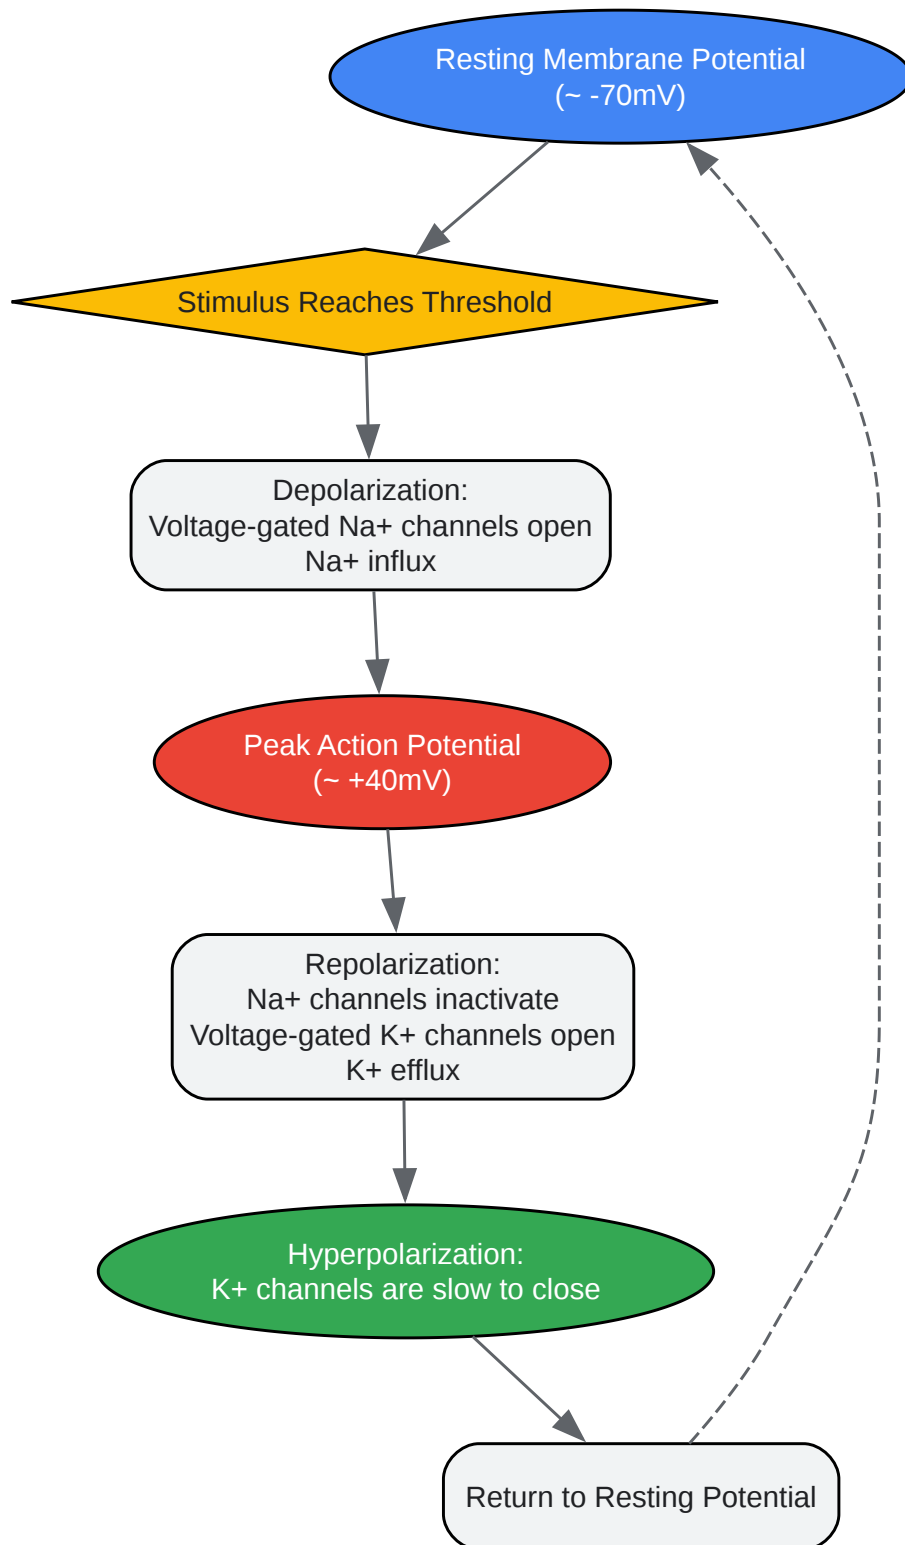 Resting Membrane Potential
(~ -70mV)
Stimulus Reaches Threshold
Depolarization:
Voltage-gated Na+ channels open
Na+ influx
Peak Action Potential
(~ +40mV)
Repolarization:
Na+ channels inactivate
Voltage-gated K+ channels open
K+ efflux
Hyperpolarization:
K+ channels are slow to close
Return to Resting Potential